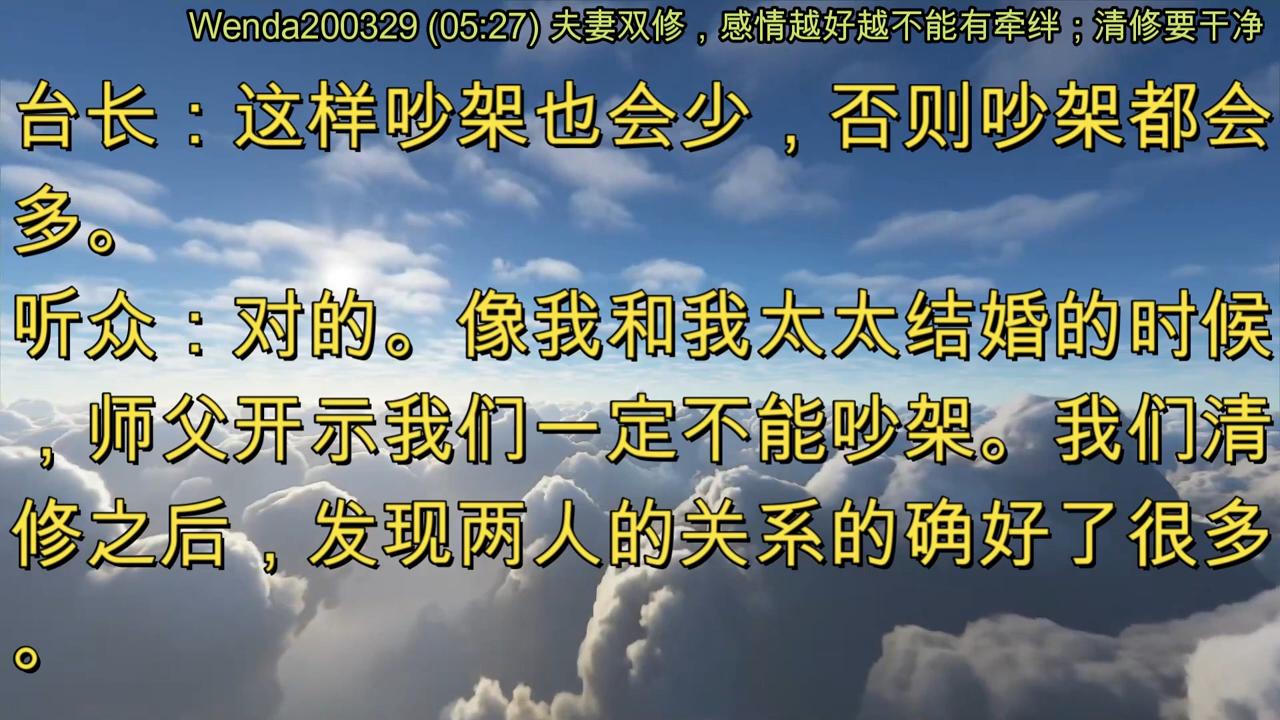 Wenda200329 (05:27) 夫妻双修，感情越好越不能有牵绊；清修要干净
台长：这样吵架也会少，否则吵架都会
多。
听众：对的。像我和我太太结婚的时候
，师父开示我们一定不能吵架。我们清
修之后，发现两人的关系的确好了很多
。